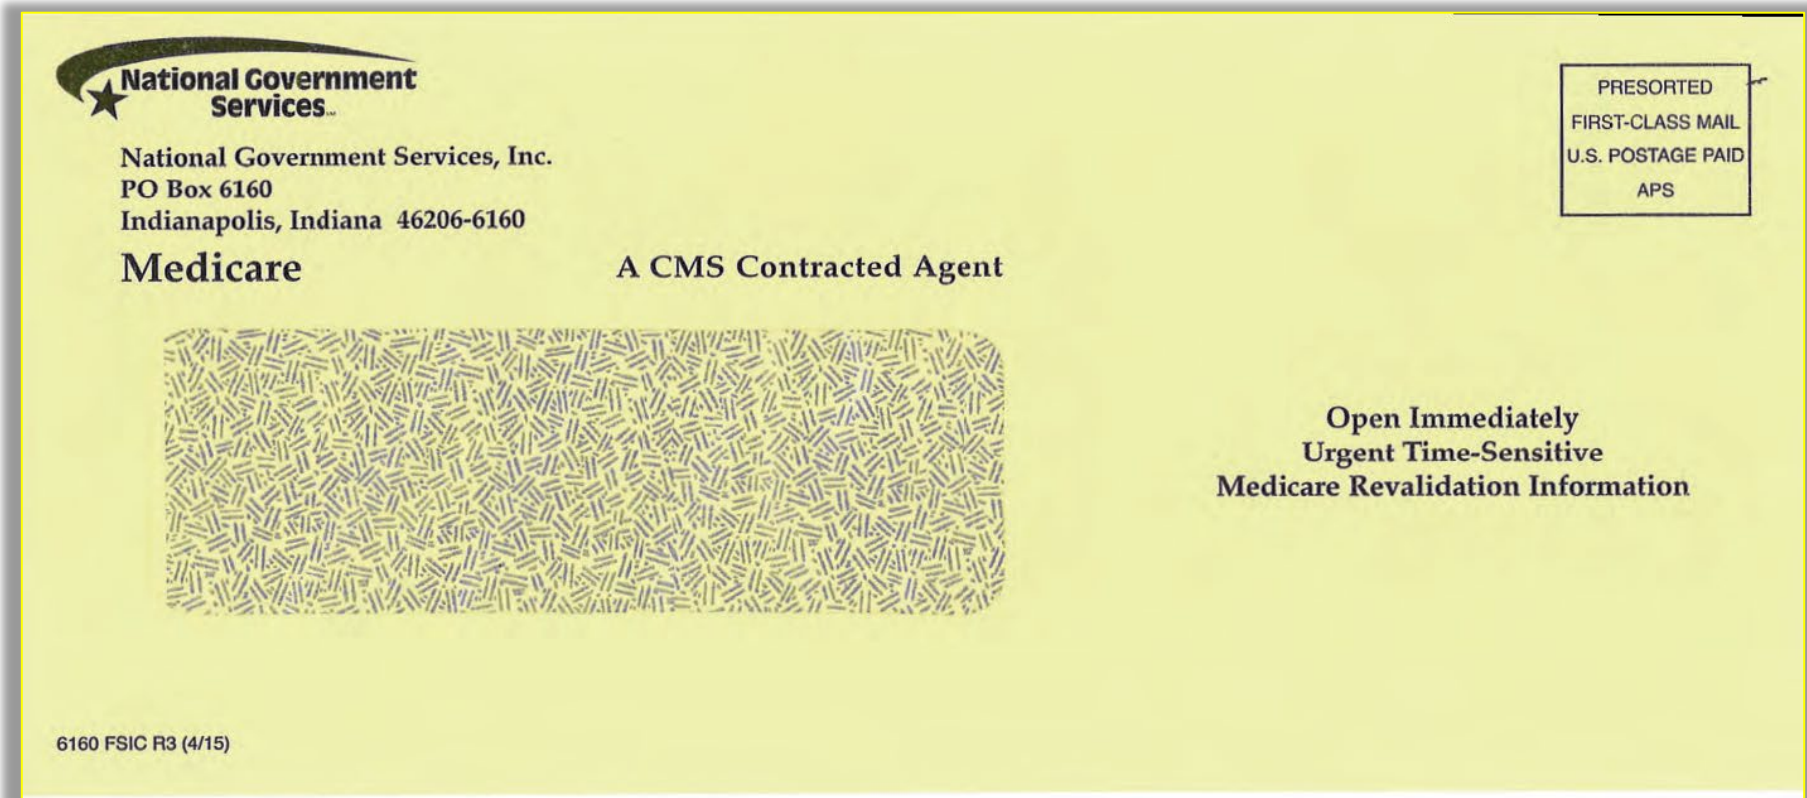 National Government
Services
National Government Services, Inc.
PO Box 6160
Indianapolis, Indiana 46206-6160
Medicare
A CMS Contracted Agent
PRESORTED
FIRST-CLASS MAIL
U.S. POSTAGE PAID
APS
Open Immediately
Urgent Time-Sensitive
Medicare Revalidation Information
6160 FSIC R3 (4/15)